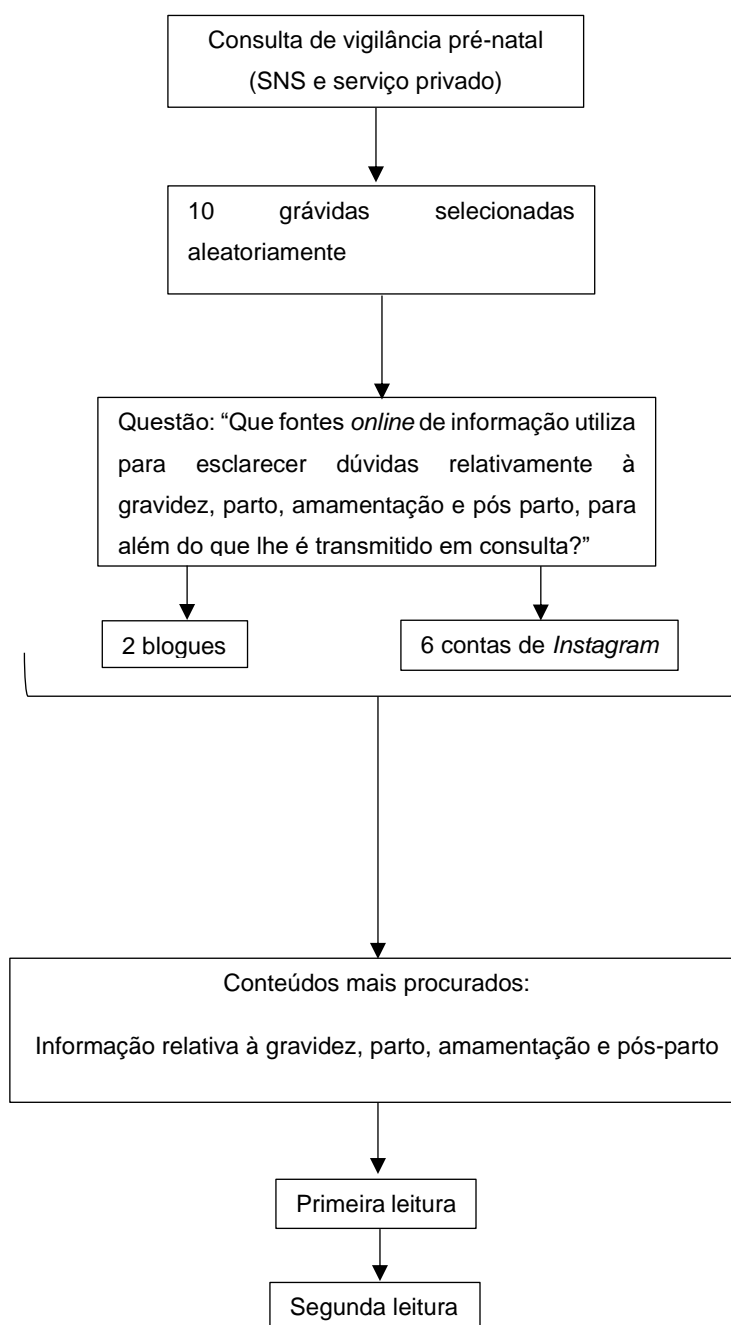 Consulta de vigilância pré-natal
(SNS e serviço privado)
10 grávidas selecionadas
aleatoriamente
Questão: “Que fontes online de informação utiliza
para esclarecer dúvidas relativamente à
gravidez, parto, amamentação e pós parto, para
além do que lhe é transmitido em consulta?”
2 blogues
6 contas de Instagram
Conteúdos mais procurados:
Informação relativa à gravidez, parto, amamentação e pós-parto
Primeira leitura
Segunda leitura